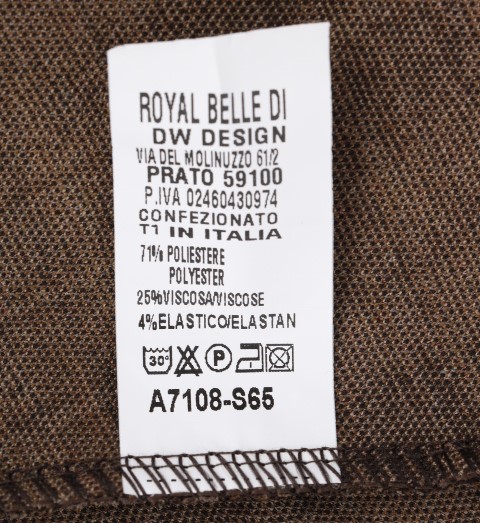 ROYAL BELLE DI
DW DESIGN
VIA DEL MOLINUZZO 61/2
PRATO 59100
P.IVA 02460430974
CONFEZIONATO
T1 IN ITALIA
71% POLIESTERE
POLYESTER
25%VISCOSA/VISCOSE
4%ELASTICO/ELASTAN
30° P
A7108-S65